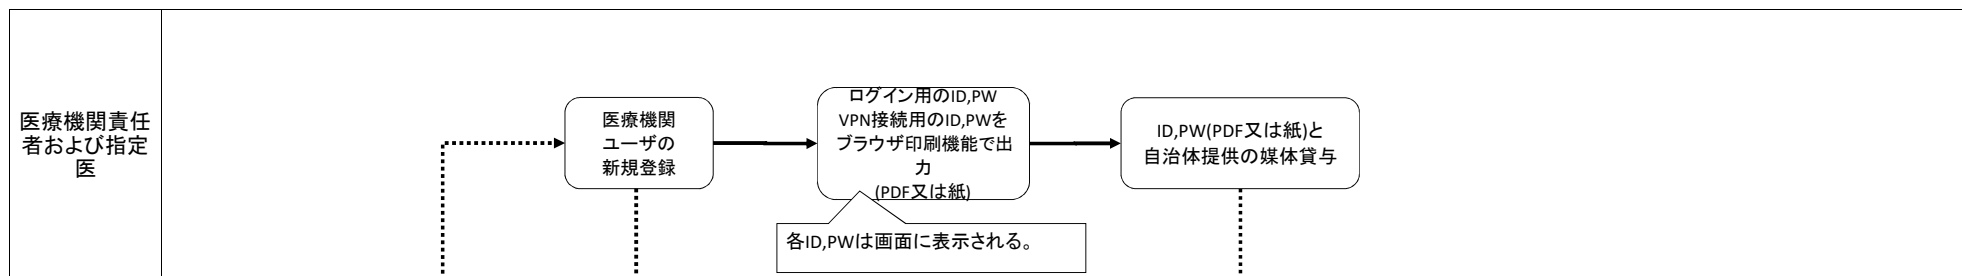 医療機関責任
者および指定
医
医療機関
ユーザの
新規登録
ログイン用のID,PW
VPN接続用のID,PWを
ブラウザ印刷機能で出
力
(PDF又は紙)
ID,PW(PDF又は紙)と
自治体提供の媒体貸与
各ID,PWは画面に表示される。